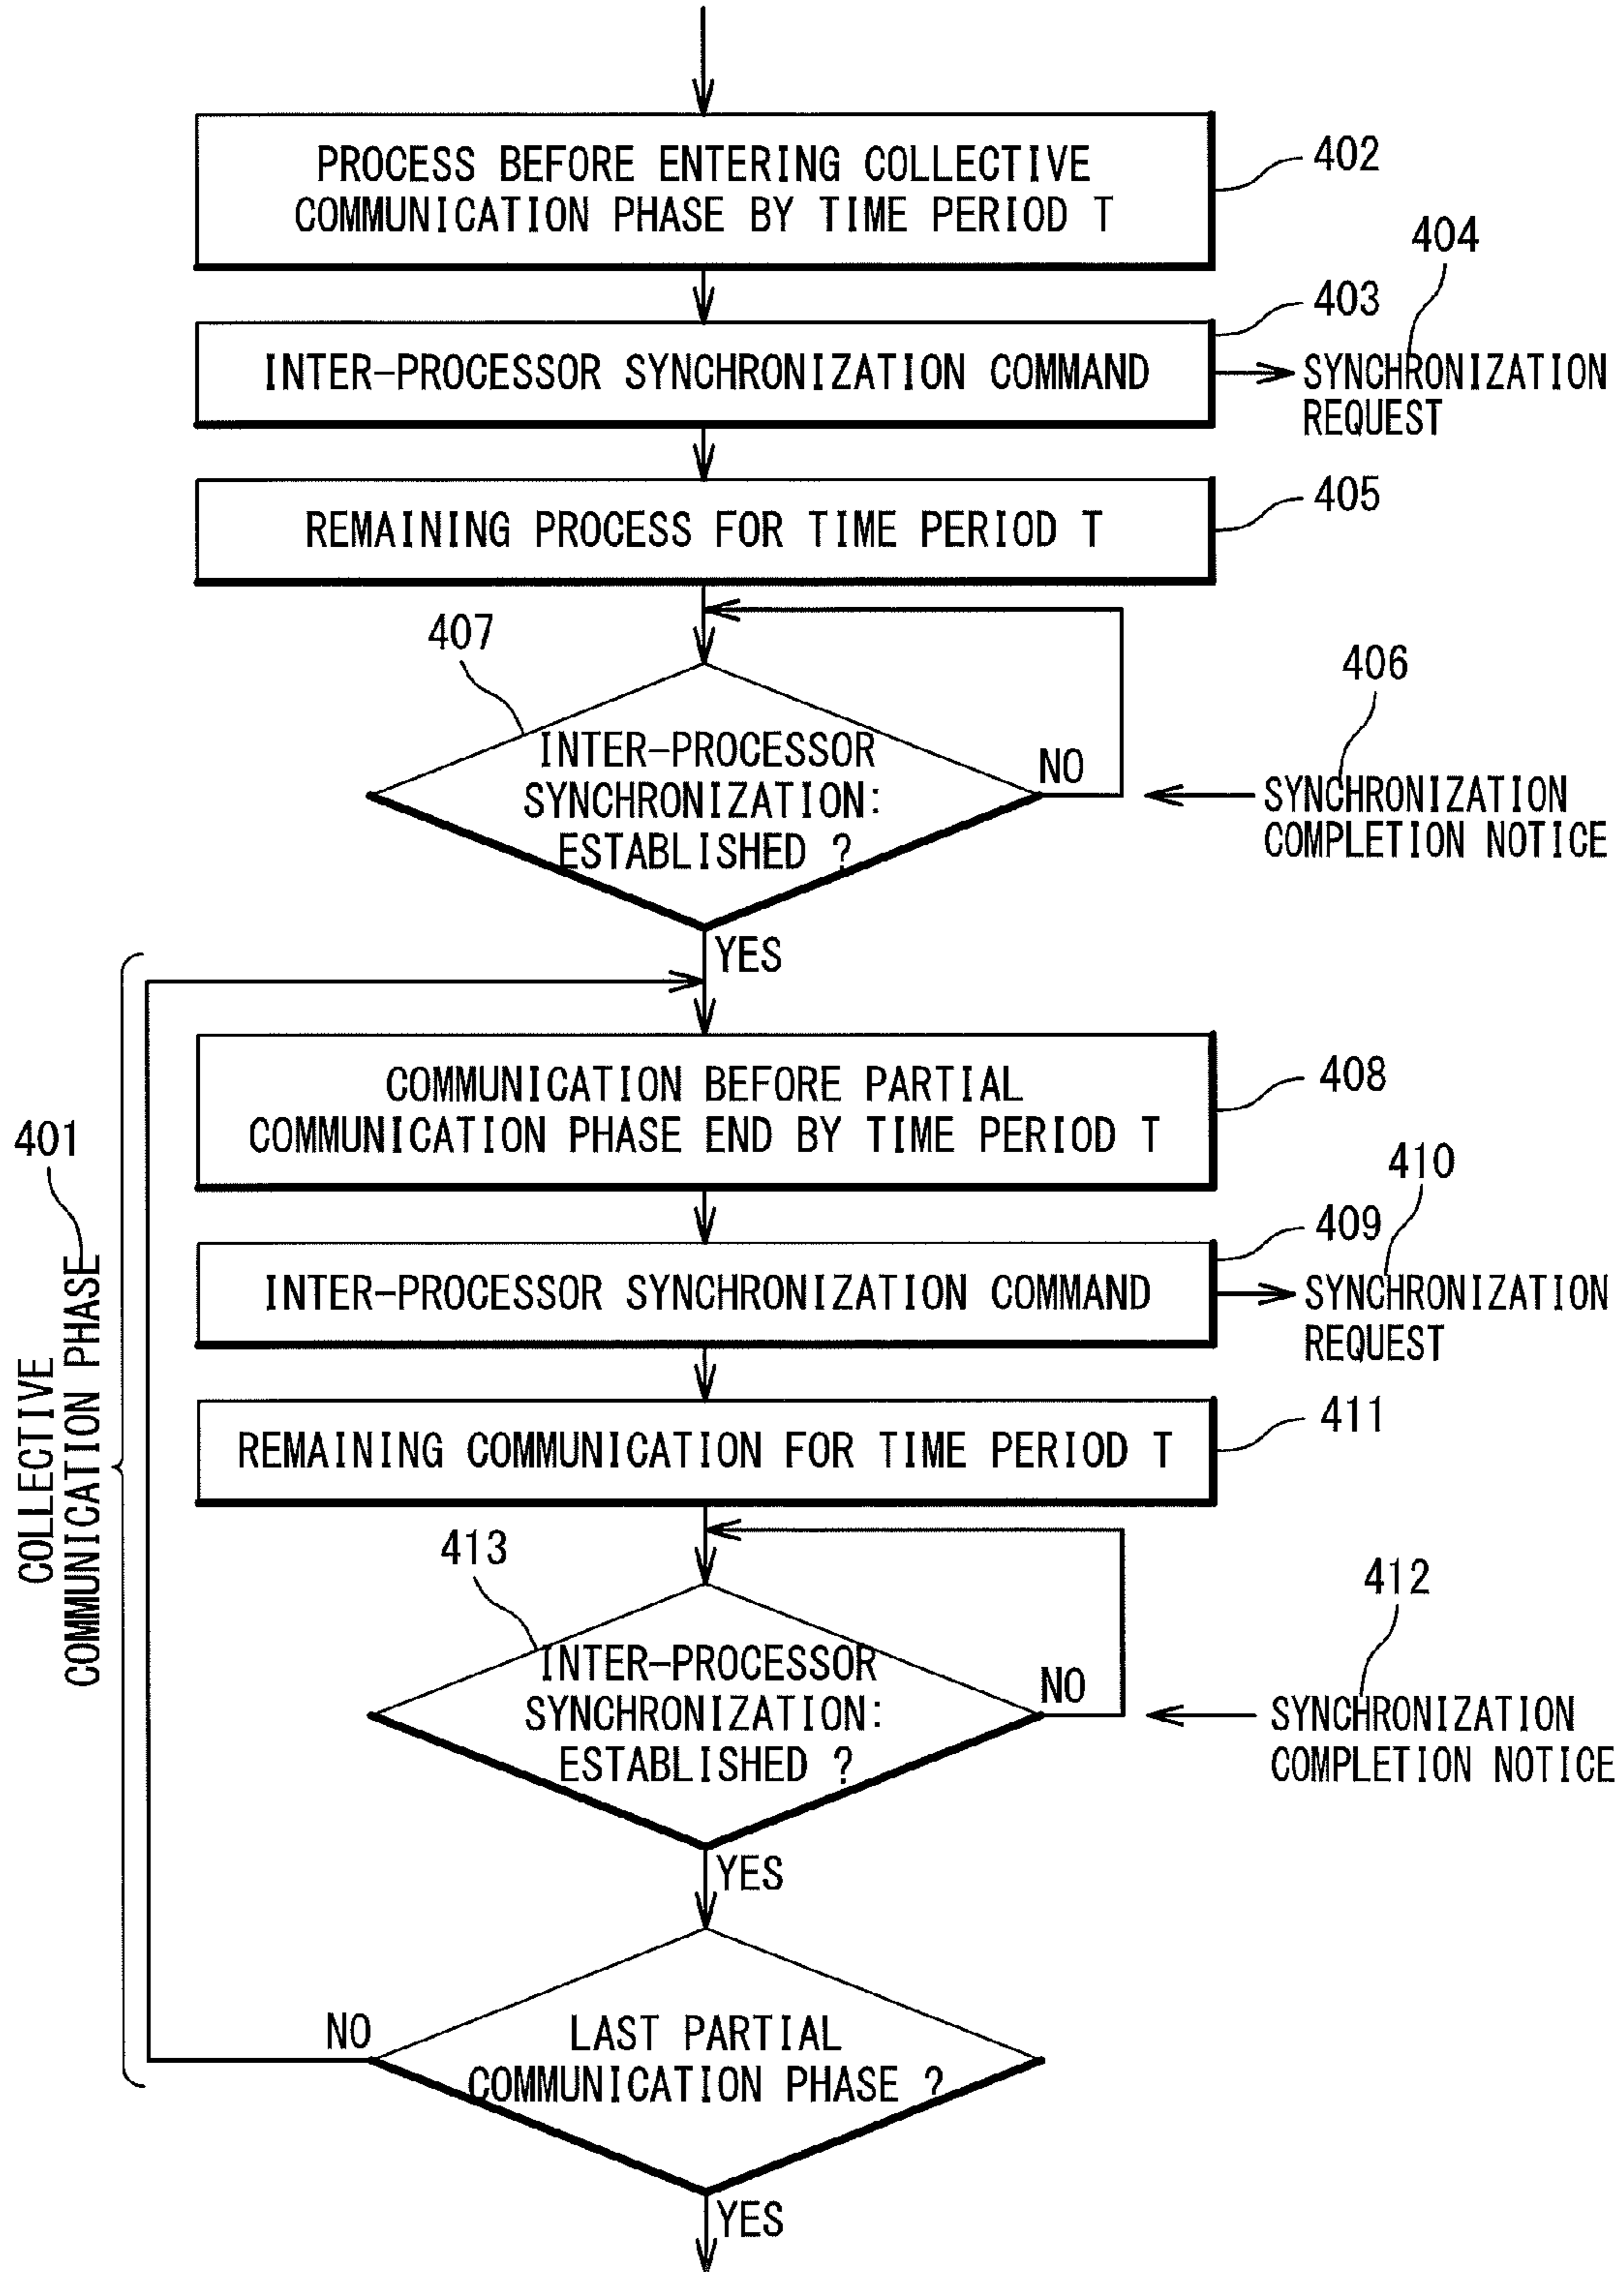 PROCESS BEFORE ENTERING COLLECTIVE
COMMUNICATION PHASE BY TIME PERIOD T
402
404
403
INTER-PROCESSOR SYNCHRONIZATION COMMAND
SYNCHRONIZATION
REQUEST
405
REMAINING PROCESS FOR TIME PERIOD T
407
406
INTER-PROCESSOR
SYNCHRONIZATION:
ESTABLISHED ?
NO
SYNCHRONIZATION
COMPLETION NOTICE
YES
401
COLLECTIVE
COMMUNICATION PHASE
COMMUNICATION BEFORE PARTIAL
COMMUNICATION PHASE END BY TIME PERIOD T
408
410
409
INTER-PROCESSOR SYNCHRONIZATION COMMAND
SYNCHRONIZATION
REQUEST
411
REMAINING COMMUNICATION FOR TIME PERIOD T
413
412
INTER-PROCESSOR
SYNCHRONIZATION:
ESTABLISHED ?
NO
SYNCHRONIZATION
COMPLETION NOTICE
YES
NO
LAST PARTIAL
COMMUNICATION PHASE ?
YES